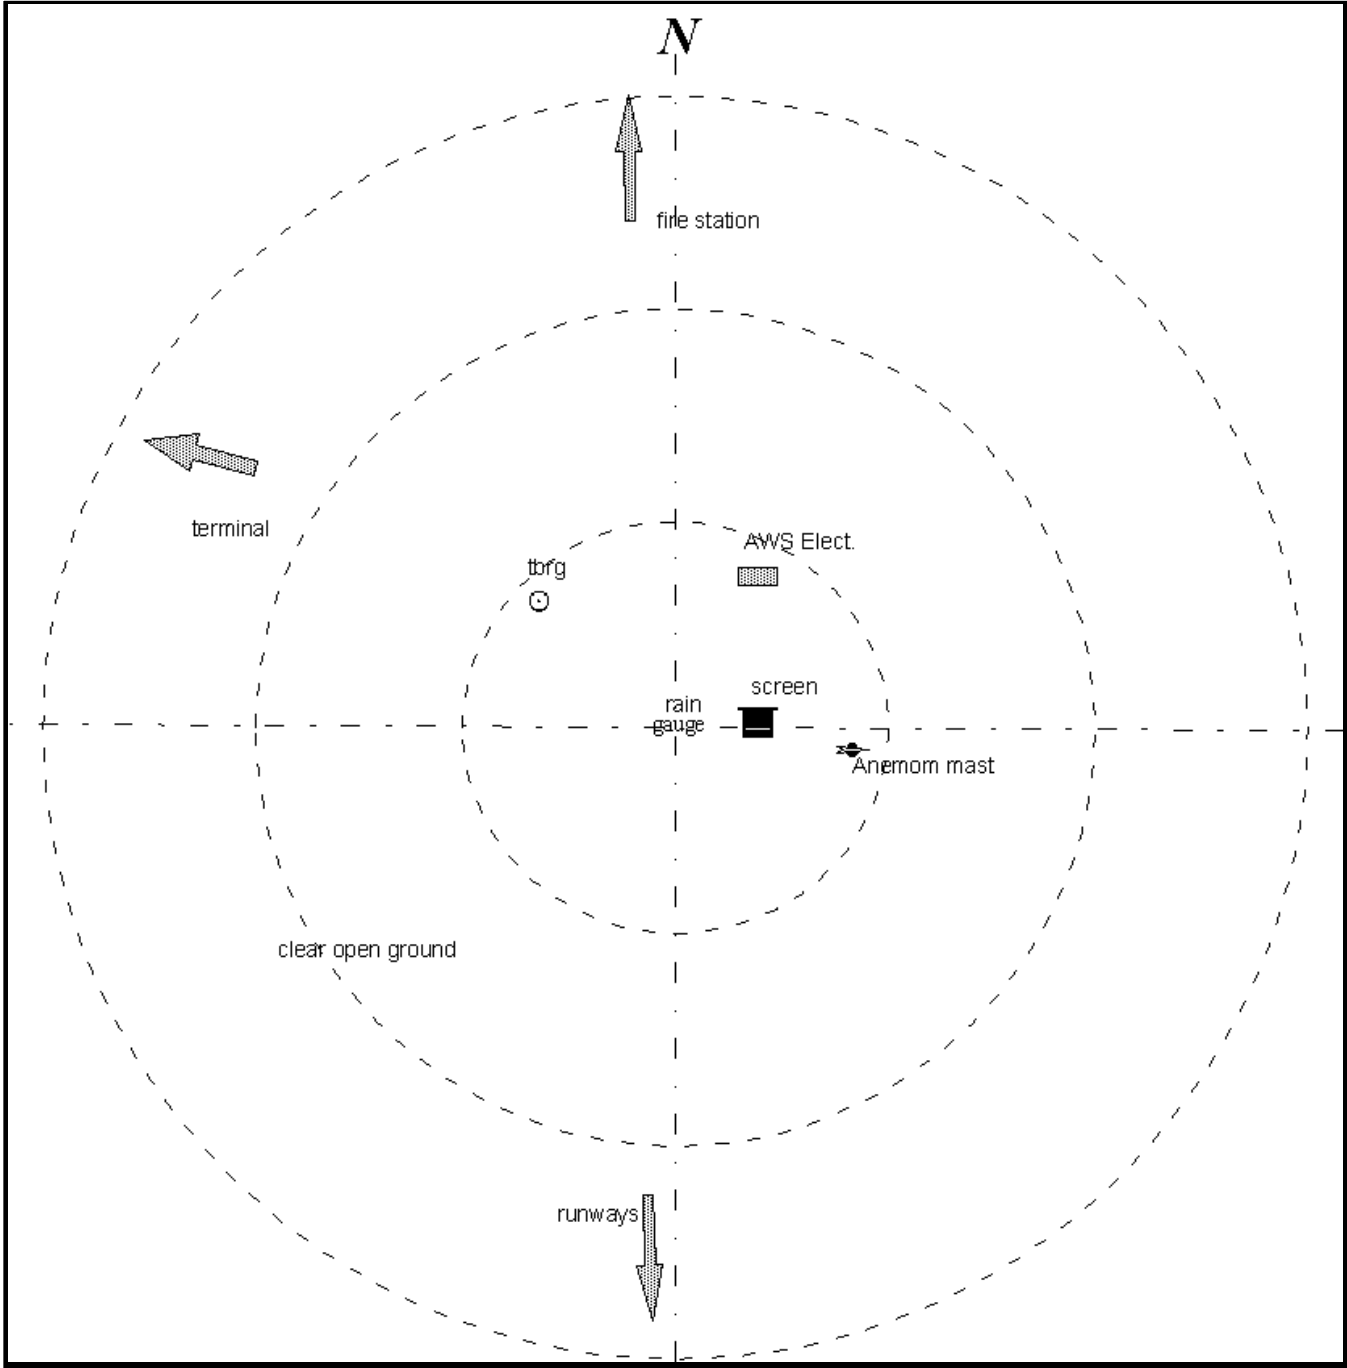 N
fire station
terminal
AWS Elect.
tbrg
screen
rain
gauge
Anemom mast
clear open ground
runways